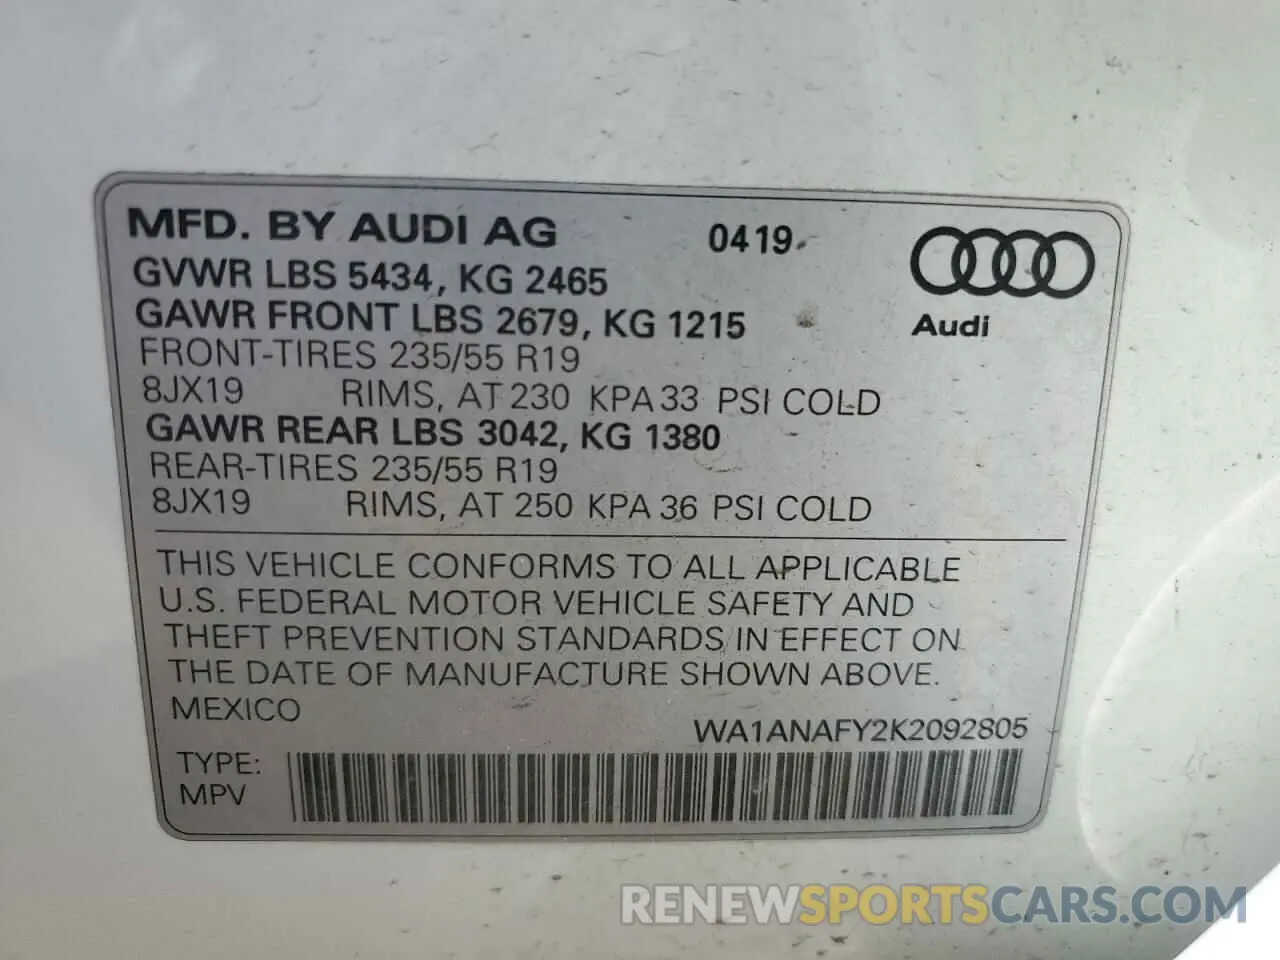 MFD. BY AUDI AG 0419
GVWR LBS 5434, KG 2465
GAWR FRONT LBS 2679, KG 1215
Audi
FRONT-TIRES 235/55 R19
8JX19 RIMS, AT 230 KPA 33 PSI COLD
GAWR REAR LBS 3042, KG 1380
REAR-TIRES 235/55 R19
8JX19 RIMS, AT 250 KPA 36 PSI COLD
THIS VEHICLE CONFORMS TO ALL APPLICABLE
U.S. FEDERAL MOTOR VEHICLE SAFETY AND
THEFT PREVENTION STANDARDS IN EFFECT ON
THE DATE OF MANUFACTURE SHOWN ABOVE.
MEXICO
WA1ANAFY2K2092805
TYPE:
MPV
RENEWSPORTSCARS.COM